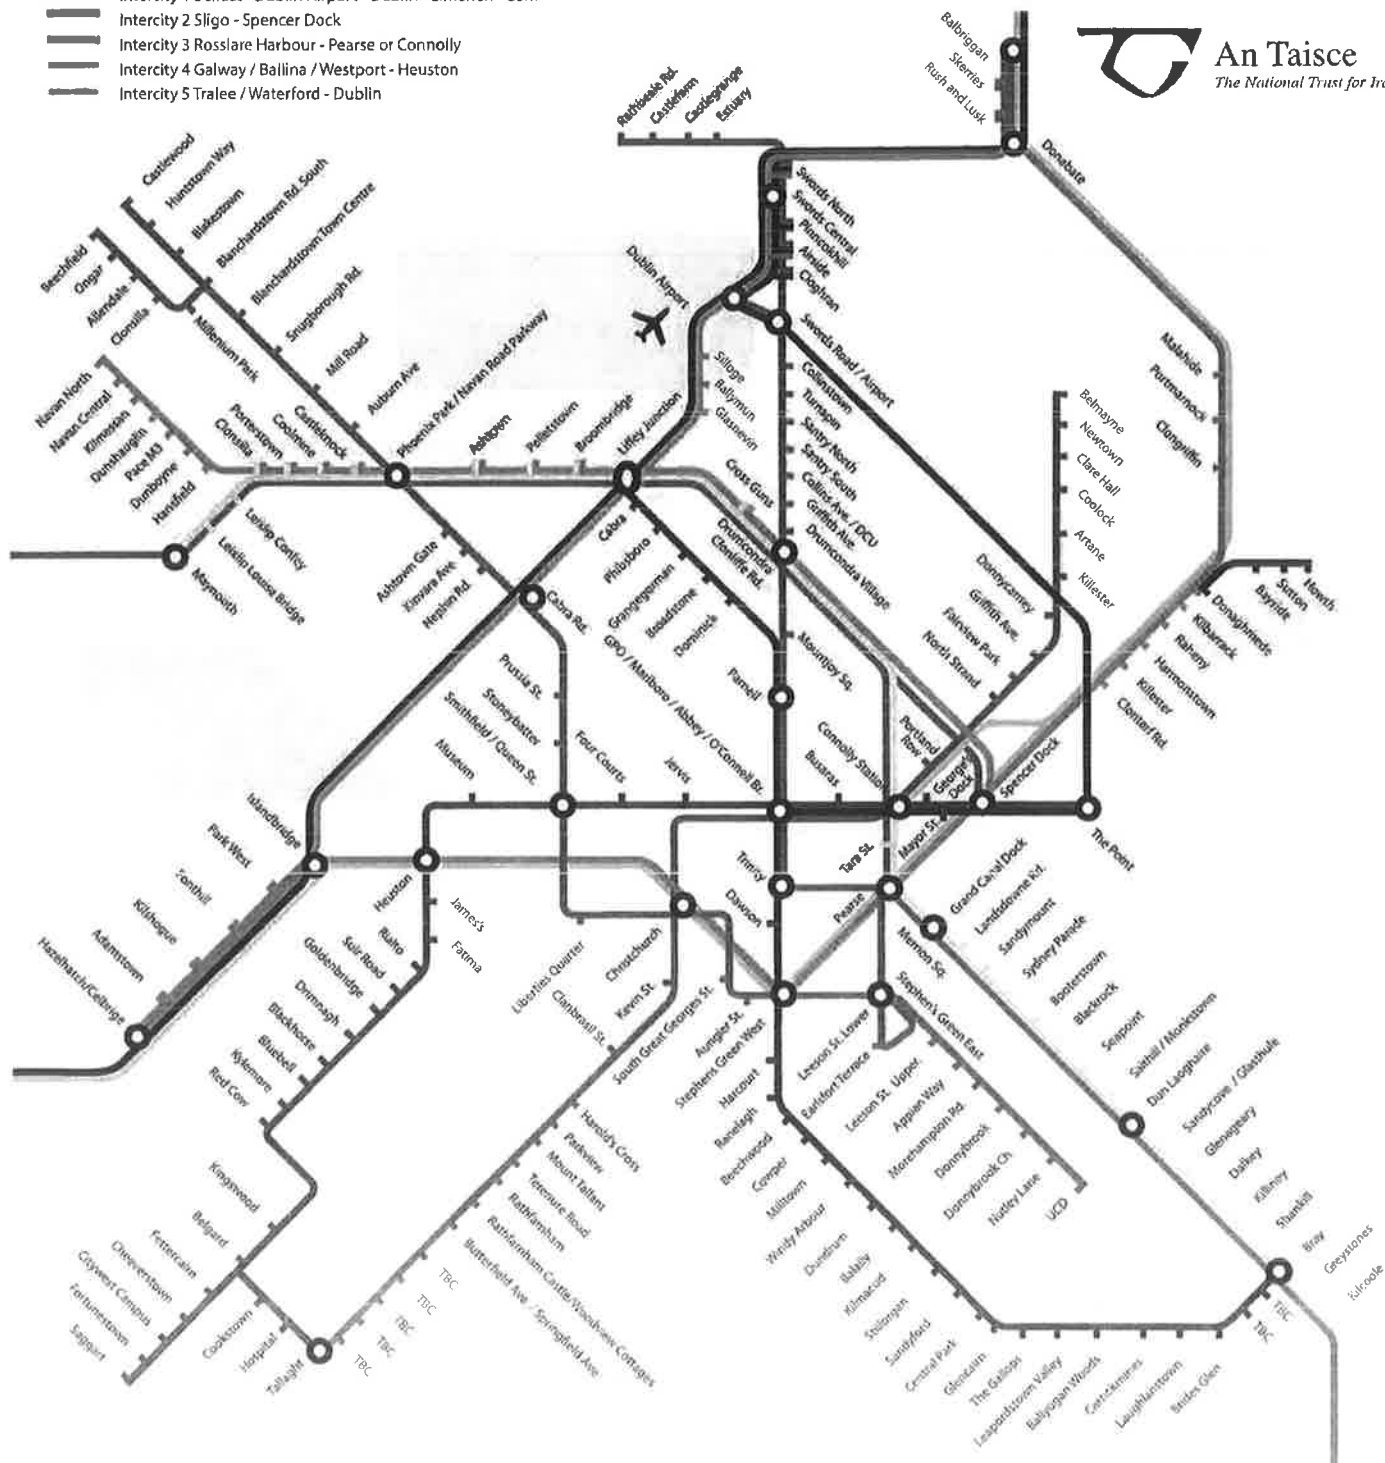 Intercity 2 Sligo - Spencer Dock
Intercity 3 Rosslare Harbour - Pearse or Connolly
Intercity 4 Galway / Ballina / Westport - Heuston
Intercity 5 Tralee / Waterford - Dublin
An Taisce
The National Trust for Ire
Balbriggan
Skerries
Rush and Lusk
Donabate
Rathbeale Rd.
Castlefarm
Castlegrange
Estuary
Swords North
Swords Central
Pinnockhill
Airside
Cloghran
Dublin Airport
Swords Road / Airport
Castlewood
Huntstown Way
Blakestown
Blanchardstown Rd. South
Blanchardstown Town Centre
Snugborough Rd.
Mill Road
Auburn Ave
Phoenix Park / Navan Road Parkway
Beechfield
Ongar
Allendale
Clonsilla
Millenium Park
Navan North
Navan Central
Kilmessan
Dunshaughlin
Pace M3
Dunboyne
Hansfield
Clonsilla
Porterstown
Coolmine
Castleknock
Ashtown
Pelletstown
Broombridge
Liffey Junction
Silloge
Ballymun
Glasnevin
Collinstown
Turnapin
Santry North
Santry South
Collins Ave. / DCU
Griffith Ave.
Drumcondra Village
Cross Guns
Drumcondra
Clonliffe Rd.
Malahide
Portmarnock
Clongriffin
Belmayne
Newtown
Clare Hall
Coolock
Artane
Killester
Donnycarney
Griffith Ave.
Fairview Park
North Strand
Howth
Sutton
Bayside
Donaghmede
Kilbarrack
Raheny
Harmonstown
Killester
Clontarf Rd.
Leixlip Confey
Leixlip Louisa Bridge
Maynooth
Ashtown Gate
Kinvara Ave
Nephin Rd.
Cabra Rd.
Cabra
Phibsboro
Grangegorman
Broadstone
Dominick
Parnell
Mountjoy Sq.
GPO / Marlboro / Abbey / O'Connell Br.
Prussia St.
Stoneybatter
Smithfield / Queen St.
Museum
Four Courts
Jervis
Busaras
Connolly Station
Portland
Row
George's
Dock
Spencer Dock
Mayor St.
The Point
Islandbridge
Park West
Fonthill
Kilshogue
Adamstown
Hazelhatch/Celbrige
Heuston
James's
Fatima
Rialto
Suir Road
Goldenbridge
Drimnagh
Blackhorse
Bluebell
Kylemore
Red Cow
Kingswood
Belgard
Fettercairn
Cheeverstown
Citywest Campus
Fortunestown
Saggart
Cookstown
Hospital
Tallaght
TBC
TBC
TBC
TBC
TBC
Trinity
Dawson
Tara St.
Pearse
Grand Canal Dock
Landsdowne Rd.
Sandymount
Sydney Parade
Booterstown
Blackrock
Seapoint
Salthill / Monkstown
Dun Laoghaire
Sandycove / Glasthule
Glenageary
Dalkey
Killiney
Shankill
Bray
Greystones
Kilcoole
Merrion Sq.
Stephen's Green East
Liberties Quarter
Christchurch
Clanbrasil St.
Kevin St.
South Great Georges St.
Aungier St.
Stephens Green West
Harcourt
Ranelagh
Beechwood
Cowper
Milltown
Windy Arbour
Dundrum
Balally
Kilmacud
Stillorgan
Sandyford
Central Park
Glencairn
The Gallops
Leopardstown Valley
Ballyogan Woods
Carrickmines
Laughlanstown
Brides Glen
TBC
TBC
Leeson St. Lower
Earlsfort Terrace
Leeson St. Upper.
Appian Way
Morehampton Rd.
Donnybrook
Donnybrook Ch
Nutley Lane
UCD
Harold's Cross
Parkview
Mount Tallant
Terenure Road
Rathfarnham
Rathfarnham Castle/Woodview Cottages
Butterfield Ave. / Springfield Ave